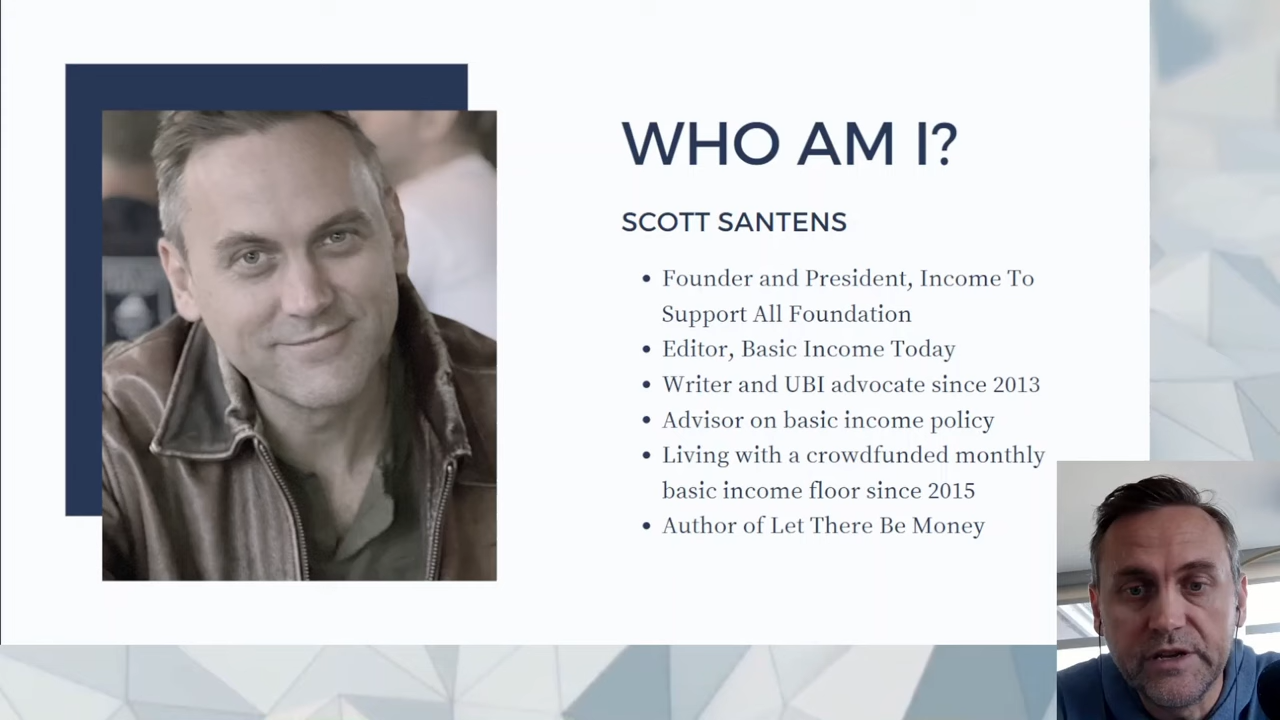 WHO AM I?
SCOTT SANTENS
• Founder and President, Income To
Support All Foundation
• Editor, Basic Income Today
• Writer and UBI advocate since 2013
• Advisor on basic income policy
• Living with a crowdfunded monthly
basic income floor since 2015
• Author of Let There Be Money